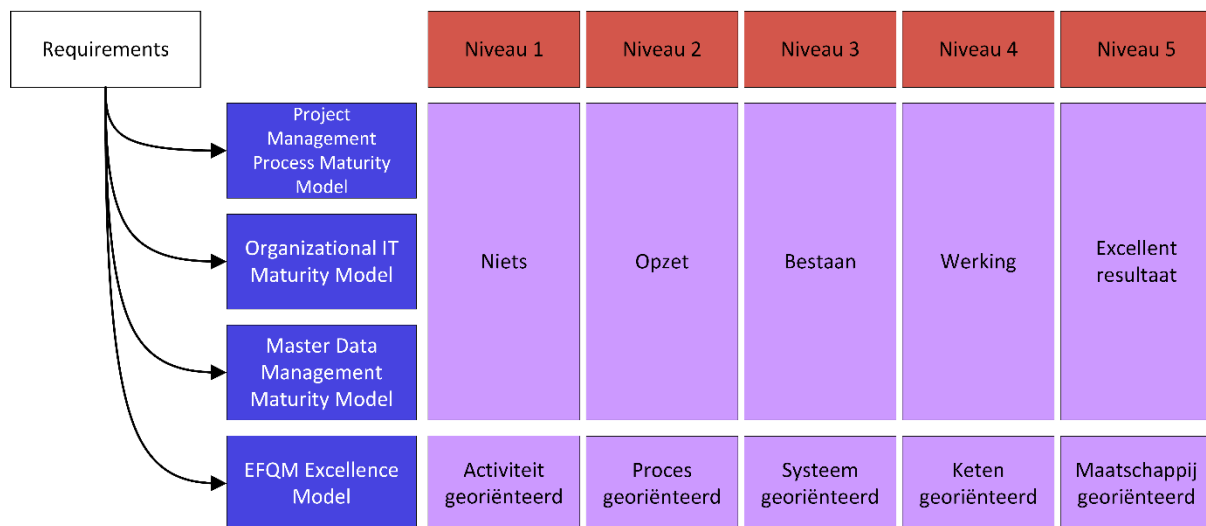 Requirements
Niveau 1
Niveau 2
Niveau 3
Niveau 4
Niveau 5
Project
Management
Process Maturity
Model
Organizational IT
Maturity Model
Niets
Opzet
Bestaan
Werking
Excellent
resultaat
Master Data
Management
Maturity Model
EFQM Excellence
Model
Activiteit
georiënteerd
Proces
georiënteerd
Systeem
georiënteerd
Keten
georiënteerd
Maatschappij
georiënteerd